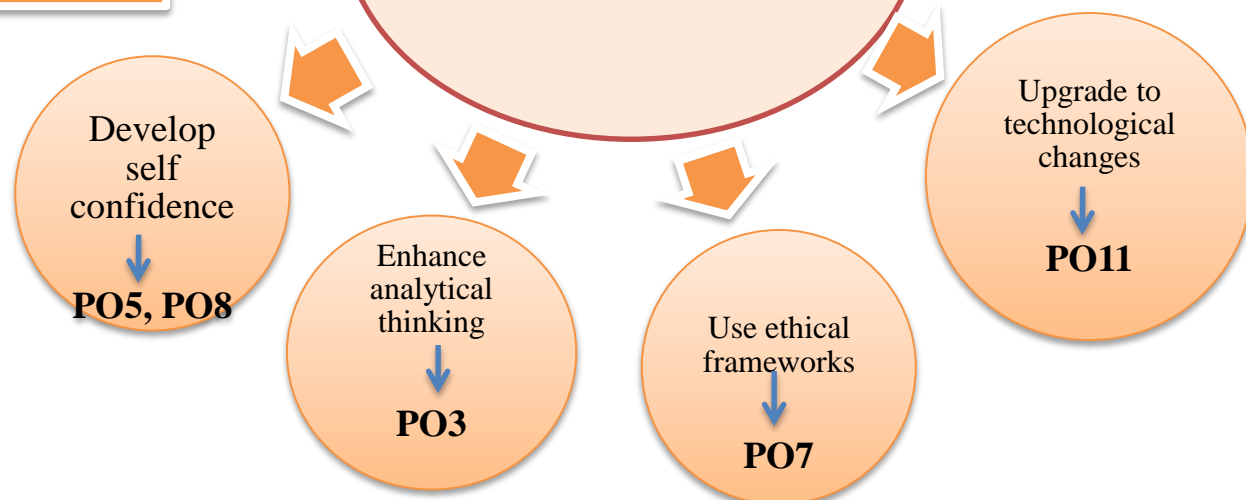 Develop
self
confidence
PO5, PO8
Enhance
analytical
thinking
PO3
Use ethical
frameworks
PO7
Upgrade to
technological
changes
PO11